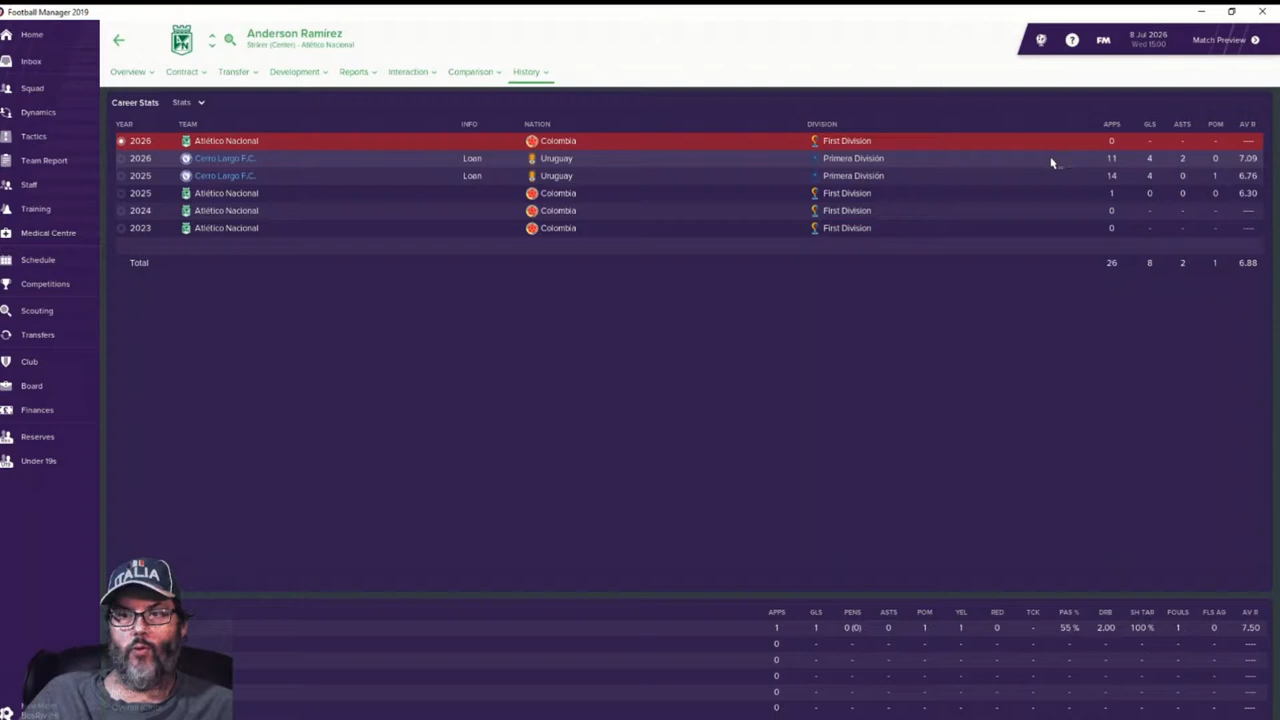 Football Manager 2019
Home
Inbox
Squad
Dynamics
Tactics
Team Report
Staff
Training
Medical Centre
Schedule
Competitions
Scouting
Transfers
Club
Board
Finances
Reserves
Under 19s
Anderson Ramírez
Striker (Center) - Atlético Nacional
8 Jul 2026
Wed 15:00
FM
Match Preview
Overview Contract Transfer Development Reports Interaction Comparison History
Career Stats Stats
YEAR TEAM INFO NATION DIVISION APPS GLS ASTS POM AV R
2026 Atlético Nacional Colombia First Division 0 - - - ----
2026 Cerro Largo F.C. Loan Uruguay Primera División 11 4 2 0 7.09
2025 Cerro Largo F.C. Loan Uruguay Primera División 14 4 0 1 6.76
2025 Atlético Nacional Colombia First Division 1 0 0 0 6.30
2024 Atlético Nacional Colombia First Division 0 - - - ----
2023 Atlético Nacional Colombia First Division 0 - - - ----
Total 26 8 2 1 6.88
APPS GLS PENS ASTS POM YEL RED TCK PAS % DRB SH TAR FOULS FLS AG AV R
1 1 0 (0) 0 1 1 0 - 55 % 2.00 100 % 1 0 7.50
0 - - - - - - - - - - - - ----
0 - - - - - - - - - - - - ----
0 - - - - - - - - - - - - ----
0 - - - - - - - - - - - - ----
0 - - - - - - - - - - - - ----
ITALIA